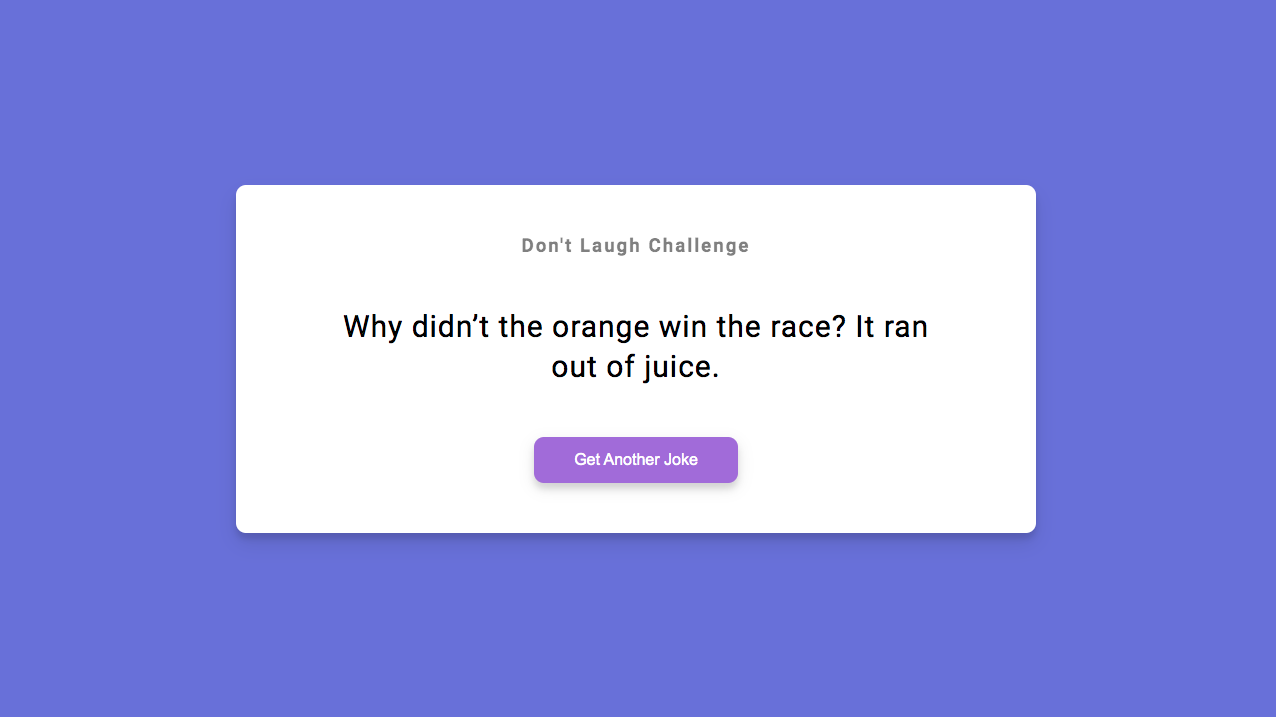 Don't Laugh Challenge
Why didn’t the orange win the race? It ran
out of juice.
Get Another Joke